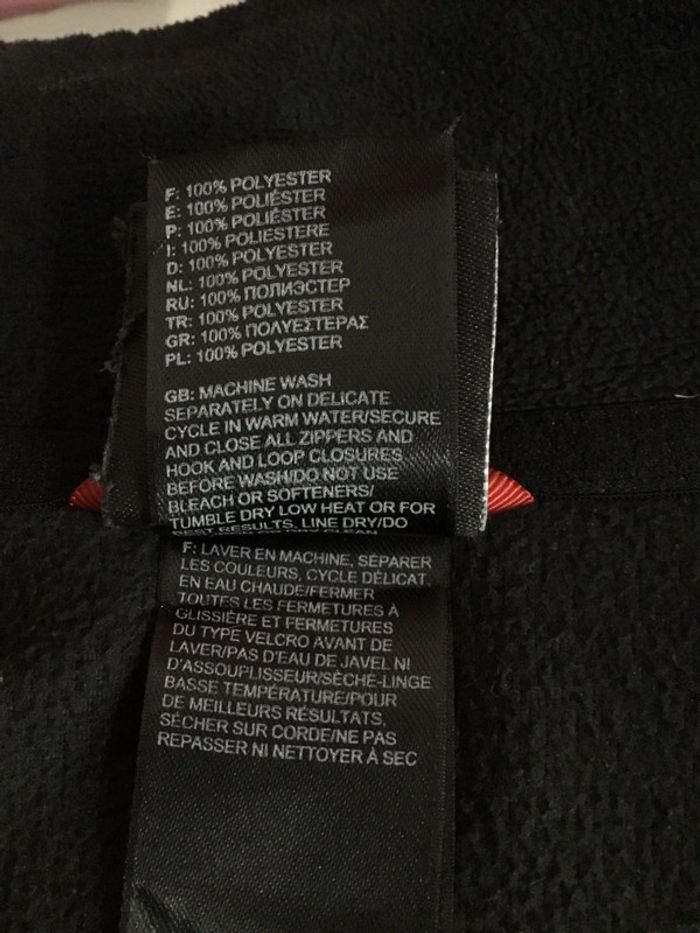 F: 100% POLYESTER
E: 100% POLIÉSTER
P: 100% POLIÉSTER
I: 100% POLIESTERE
D: 100% POLYESTER
NL: 100% POLYESTER
RU: 100% ПОЛИЭСТЕР
TR: 100% POLYESTER
GR: 100% ΠΟΛΥΕΣΤΕΡΑΣ
PL: 100% POLYESTER
GB: MACHINE WASH
SEPARATELY ON DELICATE
CYCLE IN WARM WATER/SECURE
AND CLOSE ALL ZIPPERS AND
HOOK AND LOOP CLOSURES
BEFORE WASH/DO NOT USE
BLEACH OR SOFTENERS/
TUMBLE DRY LOW HEAT OR FOR
BEST RESULTS, LINE DRY/DO
F: LAVER EN MACHINE, SÉPARER
LES COULEURS, CYCLE DÉLICAT,
EN EAU CHAUDE/FERMER
TOUTES LES FERMETURES À
GLISSIÈRE ET FERMETURES
DU TYPE VELCRO AVANT DE
LAVER/PAS D'EAU DE JAVEL NI
D'ASSOUPLISSEUR/SÈCHE-LINGE
BASSE TEMPÉRATURE/POUR
DE MEILLEURS RÉSULTATS,
SÉCHER SUR CORDE/NE PAS
REPASSER NI NETTOYER À SEC